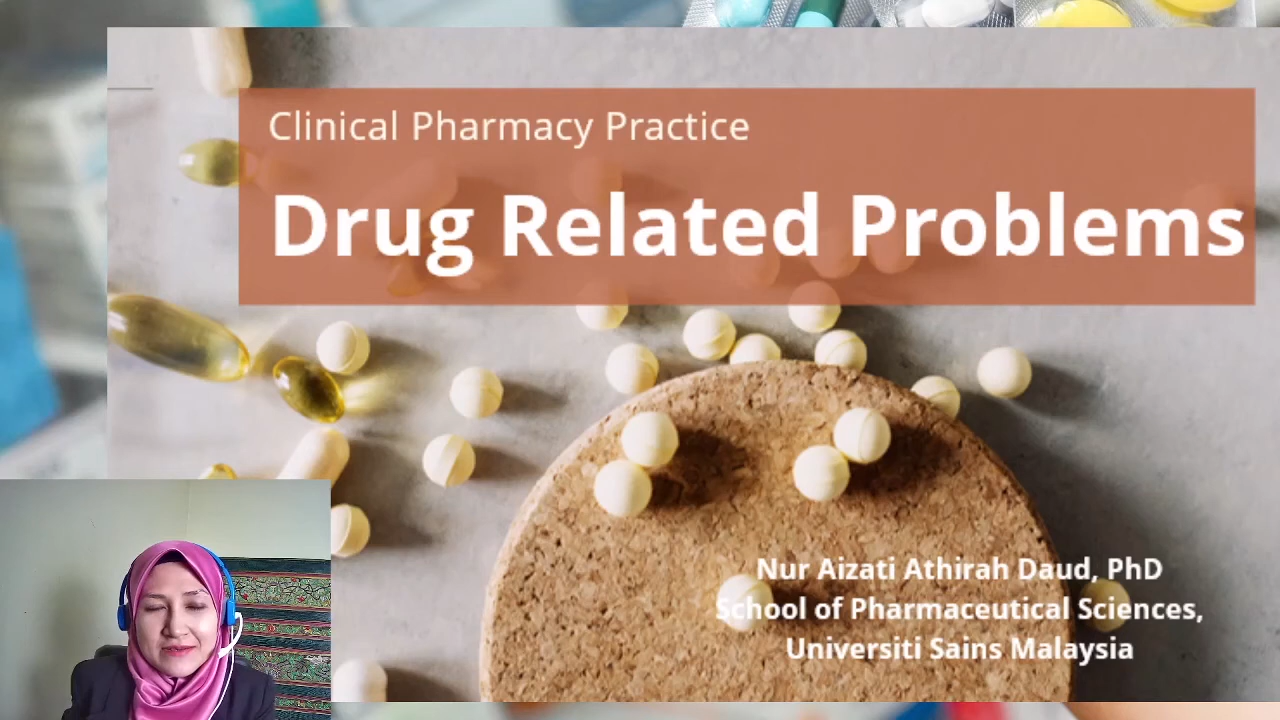 Clinical Pharmacy Practice
Drug Related Problems
Nur Aizati Athirah Daud, PhD
School of Pharmaceutical Sciences,
Universiti Sains Malaysia